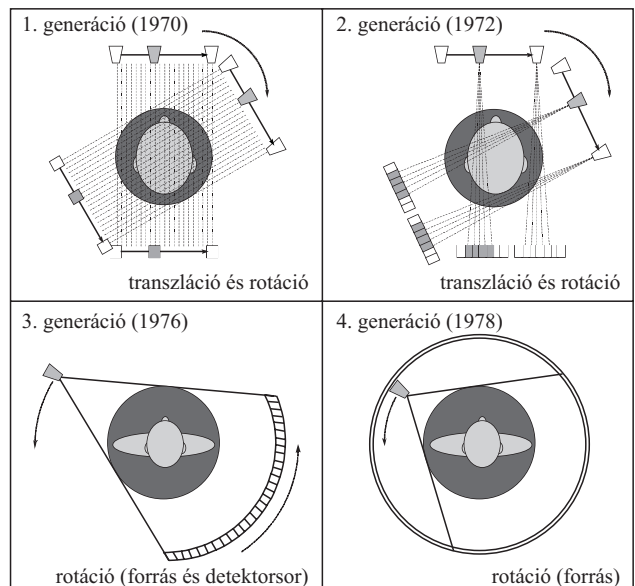 1. generáció (1970)
transzláció és rotáció
2. generáció (1972)
transzláció és rotáció
3. generáció (1976)
rotáció (forrás és detektorsor)
4. generáció (1978)
rotáció (forrás)